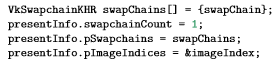 VkSwapchainKHR swapChains[] = {swapChain};
presentInfo.swapchainCount = 1;
presentInfo.pSwapchains = swapChains;
presentInfo.pImageIndices = &imageIndex;